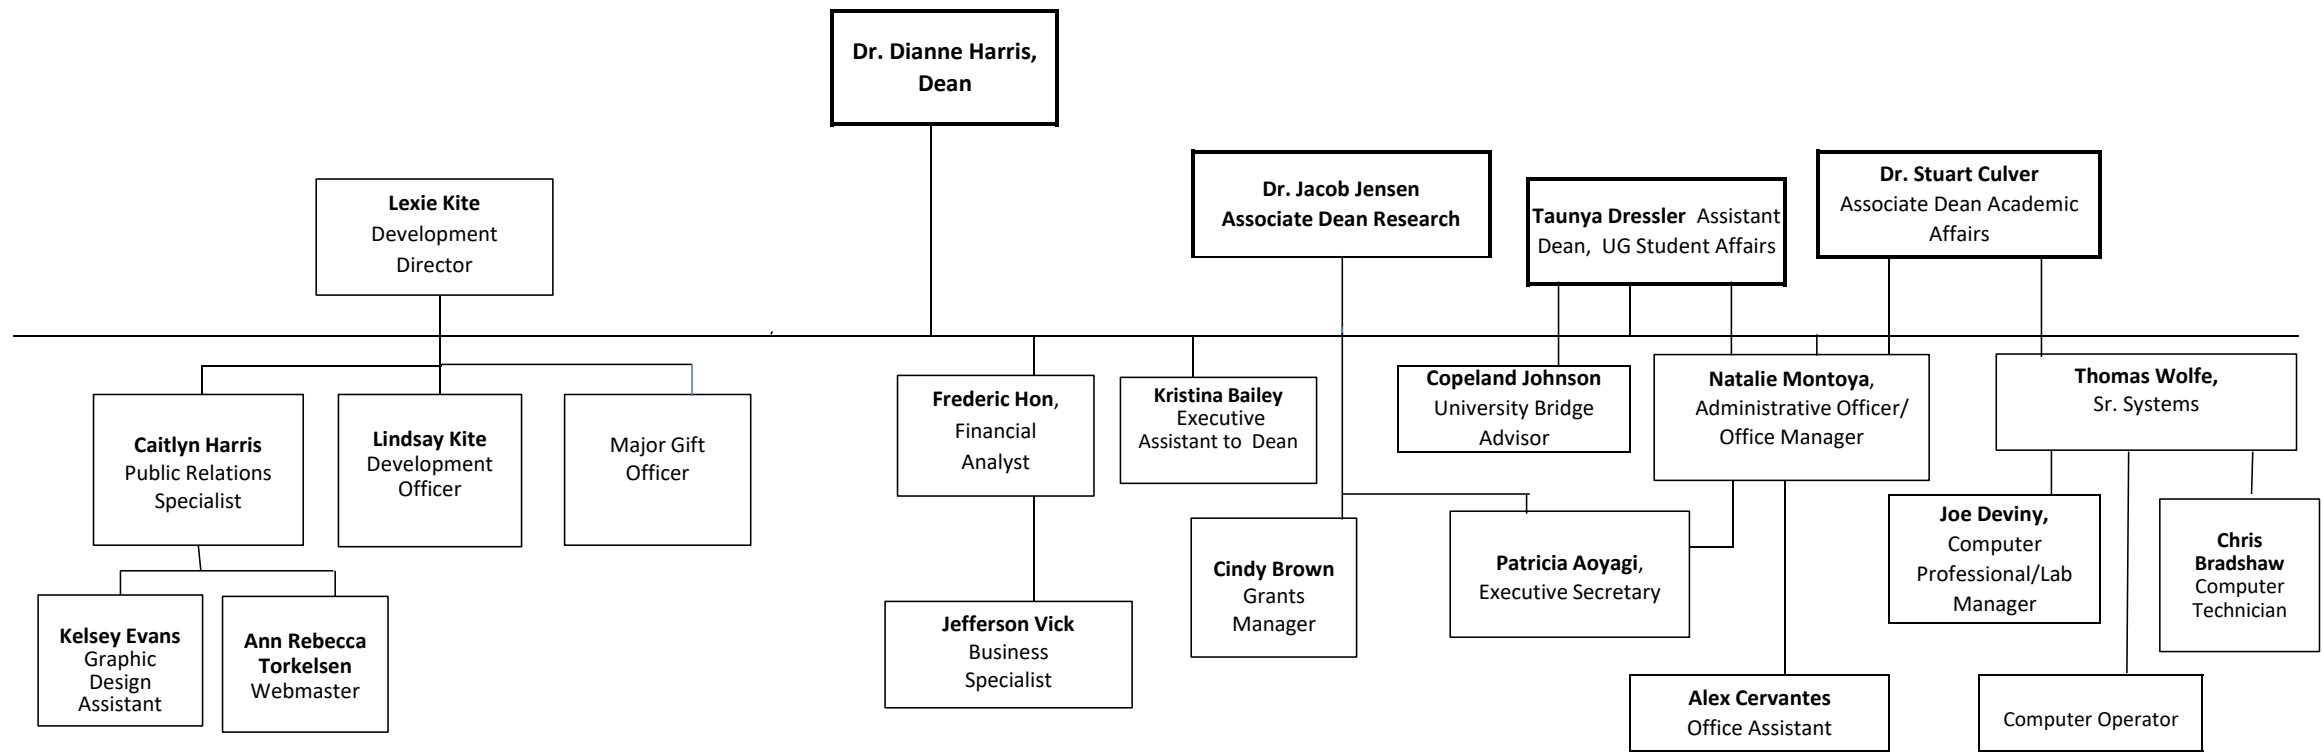 Dr. Dianne Harris,
Dean
Lexie Kite
Development
Director
Dr. Jacob Jensen
Associate Dean Research
Taunya Dressler Assistant
Dean, UG Student Affairs
Dr. Stuart Culver
Associate Dean Academic
Affairs
Caitlyn Harris
Public Relations
Specialist
Lindsay Kite
Development
Officer
Major Gift
Officer
Frederic Hon,
Financial
Analyst
Kristina Bailey
Executive
Assistant to Dean
Copeland Johnson
University Bridge
Advisor
Natalie Montoya,
Administrative Officer/
Office Manager
Thomas Wolfe,
Sr. Systems
Kelsey Evans
Graphic
Design
Assistant
Ann Rebecca
Torkelsen
Webmaster
Jefferson Vick
Business
Specialist
Cindy Brown
Grants
Manager
Patricia Aoyagi,
Executive Secretary
Joe Deviny,
Computer
Professional/Lab
Manager
Chris
Bradshaw
Computer
Technician
Alex Cervantes
Office Assistant
Computer Operator